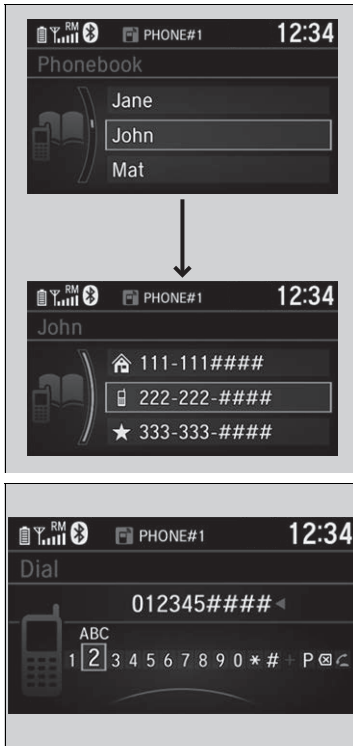 RM PHONE#1 12:34
Phonebook
Jane
John
Mat
RM PHONE#1 12:34
John
111-111####
222-222-####
333-333-####
RM PHONE#1 12:34
Dial
012345####
ABC
1 2 3 4 5 6 7 8 9 0 * # + P